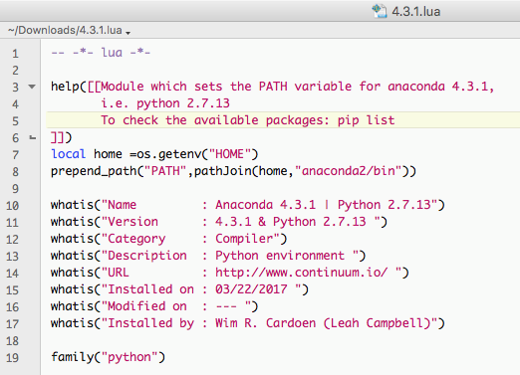 4.3.1.lua
~/Downloads/4.3.1.lua
1 -- -*- lua -*-
2
3 help([[Module which sets the PATH variable for anaconda 4.3.1,
4 i.e. python 2.7.13
5 To check the available packages: pip list
6 ]])
7 local home =os.getenv("HOME")
8 prepend_path("PATH",pathJoin(home,"anaconda2/bin"))
9
10 whatis("Name : Anaconda 4.3.1 | Python 2.7.13")
11 whatis("Version : 4.3.1 & Python 2.7.13 ")
12 whatis("Category : Compiler")
13 whatis("Description : Python environment ")
14 whatis("URL : http://www.continuum.io/ ")
15 whatis("Installed on : 03/22/2017 ")
16 whatis("Modified on : --- ")
17 whatis("Installed by : Wim R. Cardoen (Leah Campbell)")
18
19 family("python")